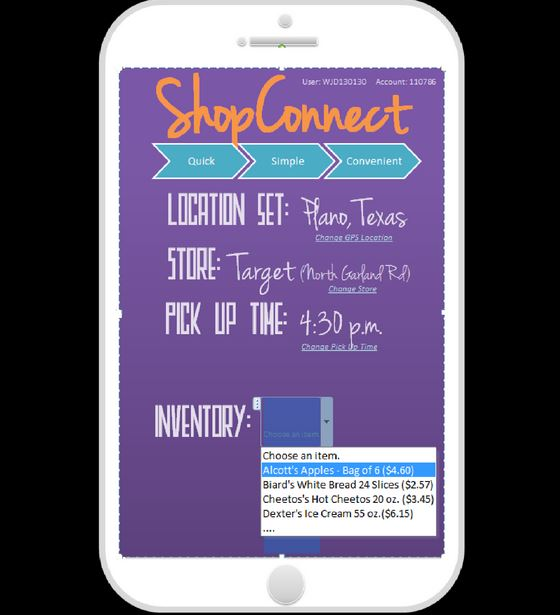 User: WJD130130 Account: 110786
ShopConnect
Quick Simple Convenient
LOCATION SET: Plano, Texas
Change GPS Location
STORE: Target (North Garland Rd)
Change Store
PICK UP TIME: 4:30 p.m.
Change Pick Up Time
INVENTORY:
Choose an item.
Choose an item.
Alcott's Apples - Bag of 6 ($4.60)
Biard's White Bread 24 Slices ($2.57)
Cheetos's Hot Cheetos 20 oz. ($3.45)
Dexter's Ice Cream 55 oz.($6.15)
....